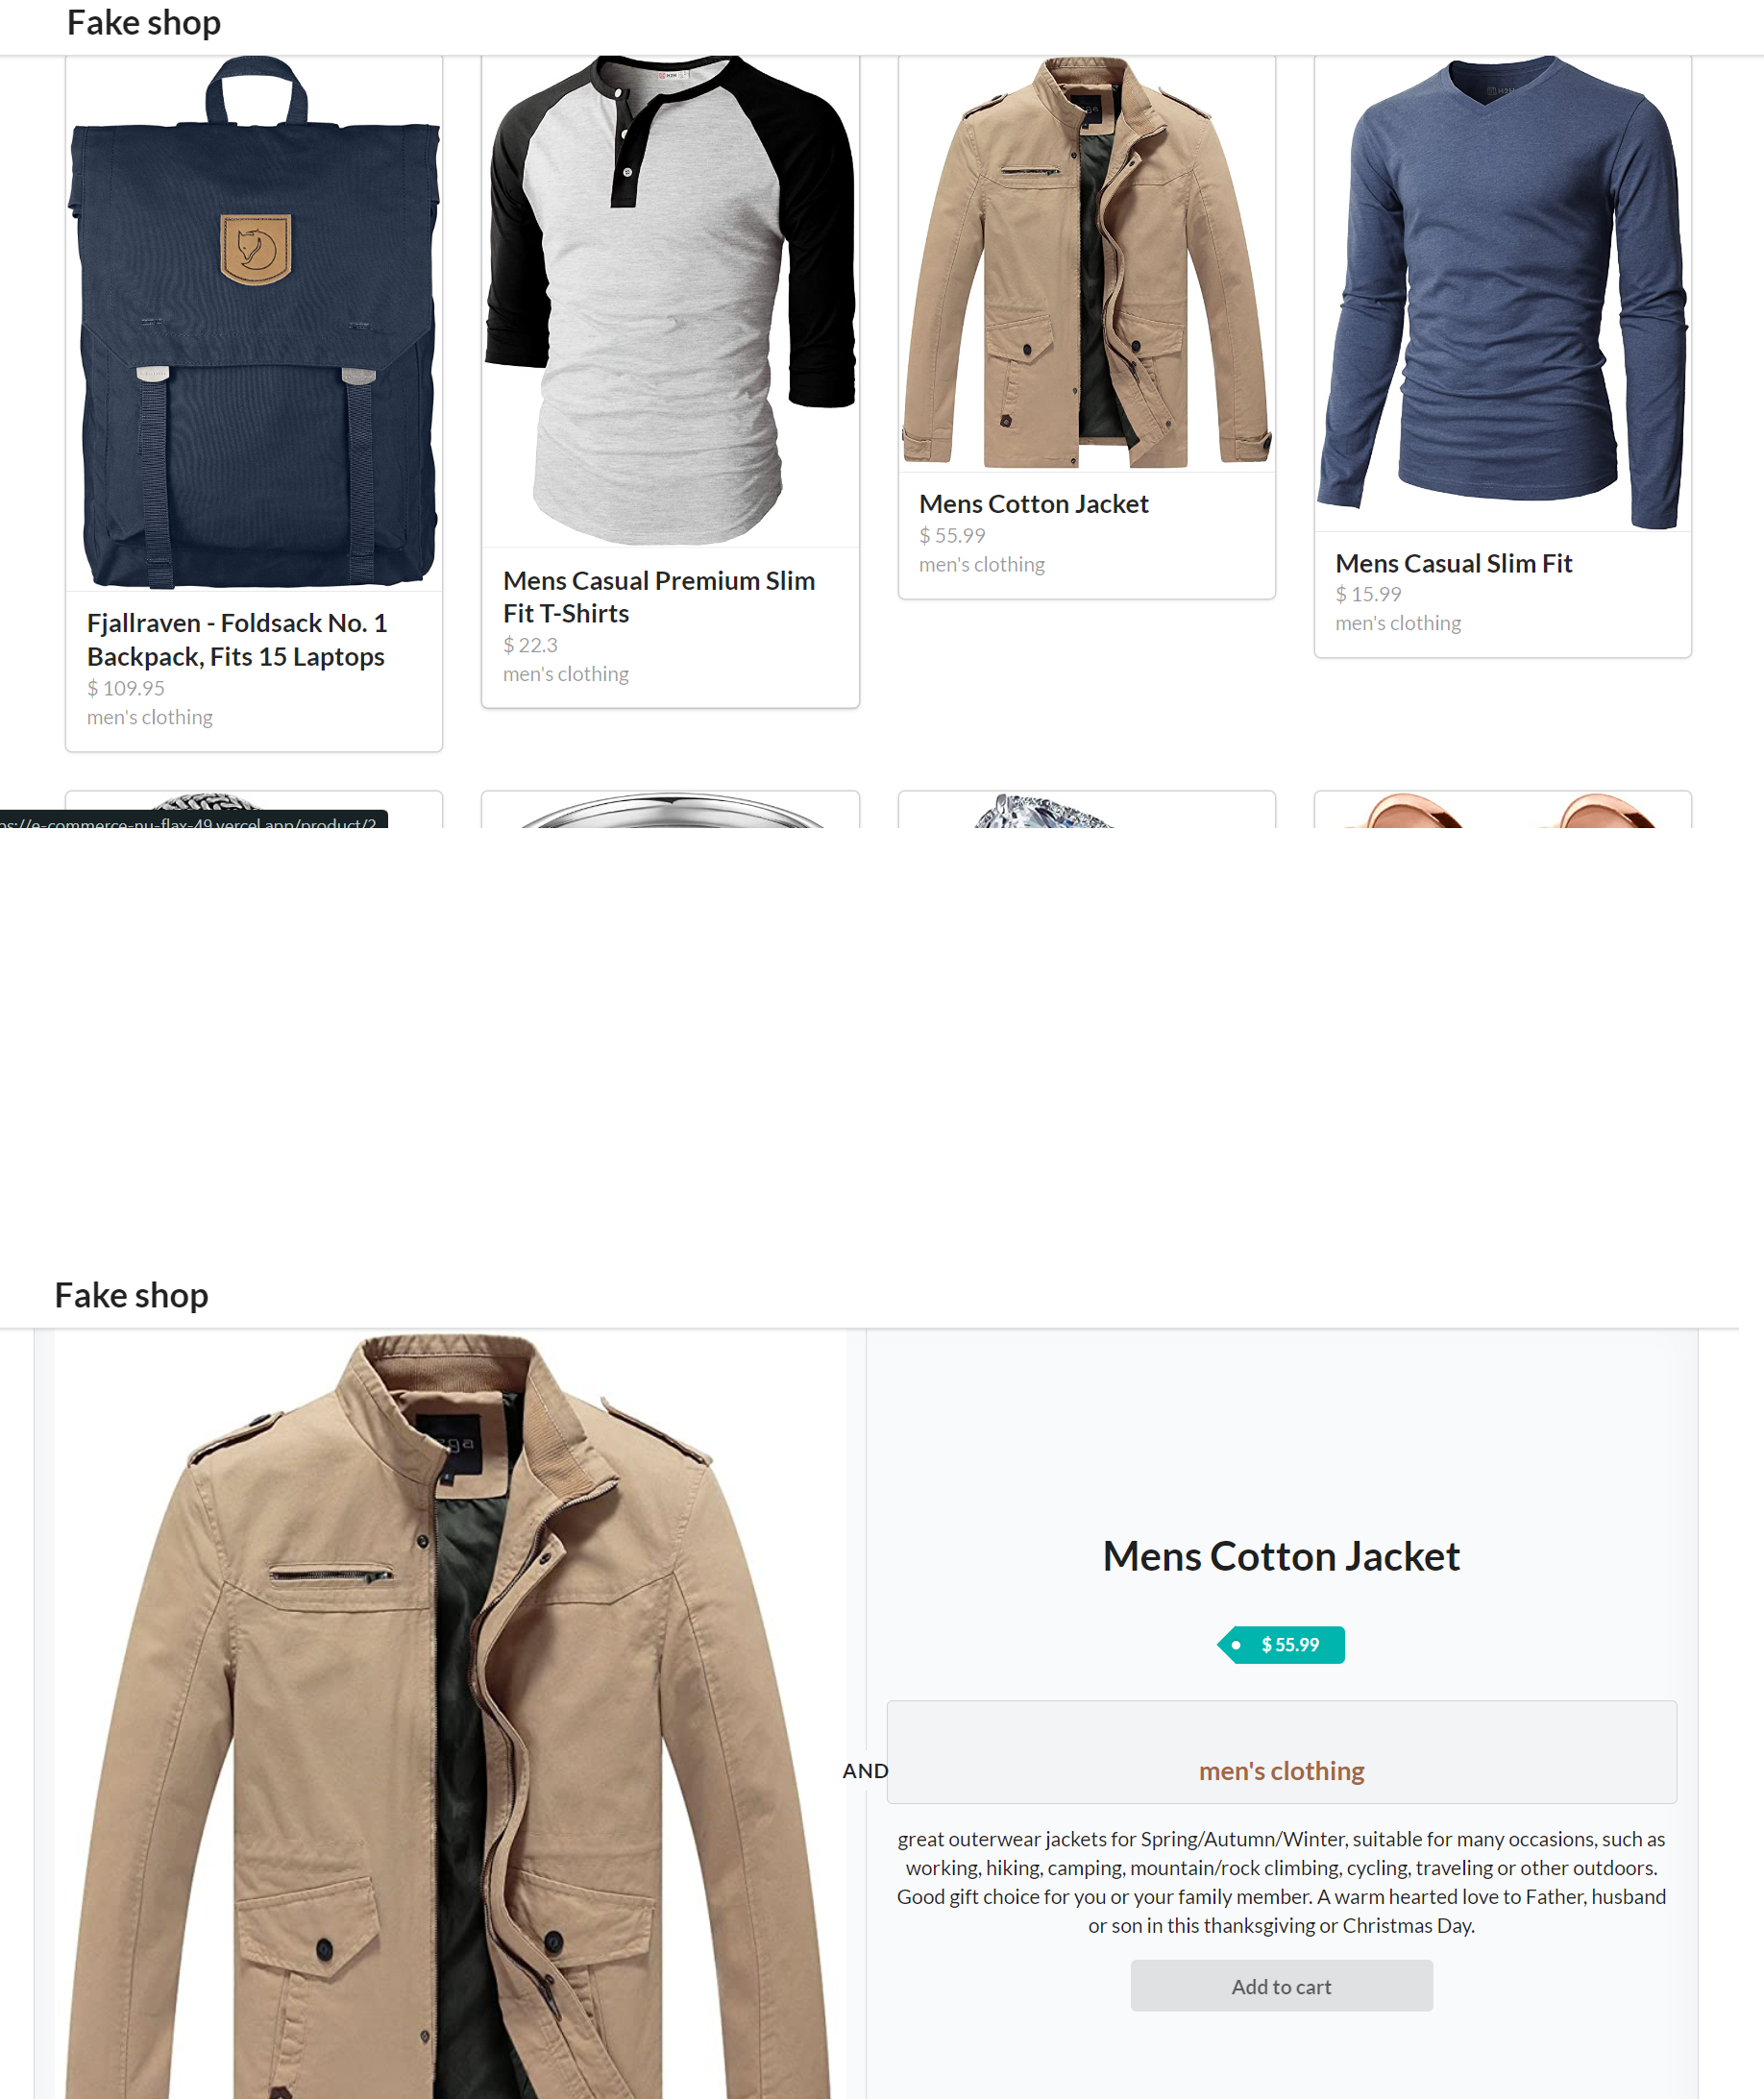 Fake shop
Fjallraven - Foldsack No. 1
Backpack, Fits 15 Laptops
$ 109.95
men's clothing
Mens Casual Premium Slim
Fit T-Shirts
$ 22.3
men's clothing
Mens Cotton Jacket
$ 55.99
men's clothing
Mens Casual Slim Fit
$ 15.99
men's clothing
ps://e-commerce-nu-flax-49.vercel.app/product/2
Fake shop
Mens Cotton Jacket
$ 55.99
AND
men's clothing
great outerwear jackets for Spring/Autumn/Winter, suitable for many occasions, such as
working, hiking, camping, mountain/rock climbing, cycling, traveling or other outdoors.
Good gift choice for you or your family member. A warm hearted love to Father, husband
or son in this thanksgiving or Christmas Day.
Add to cart